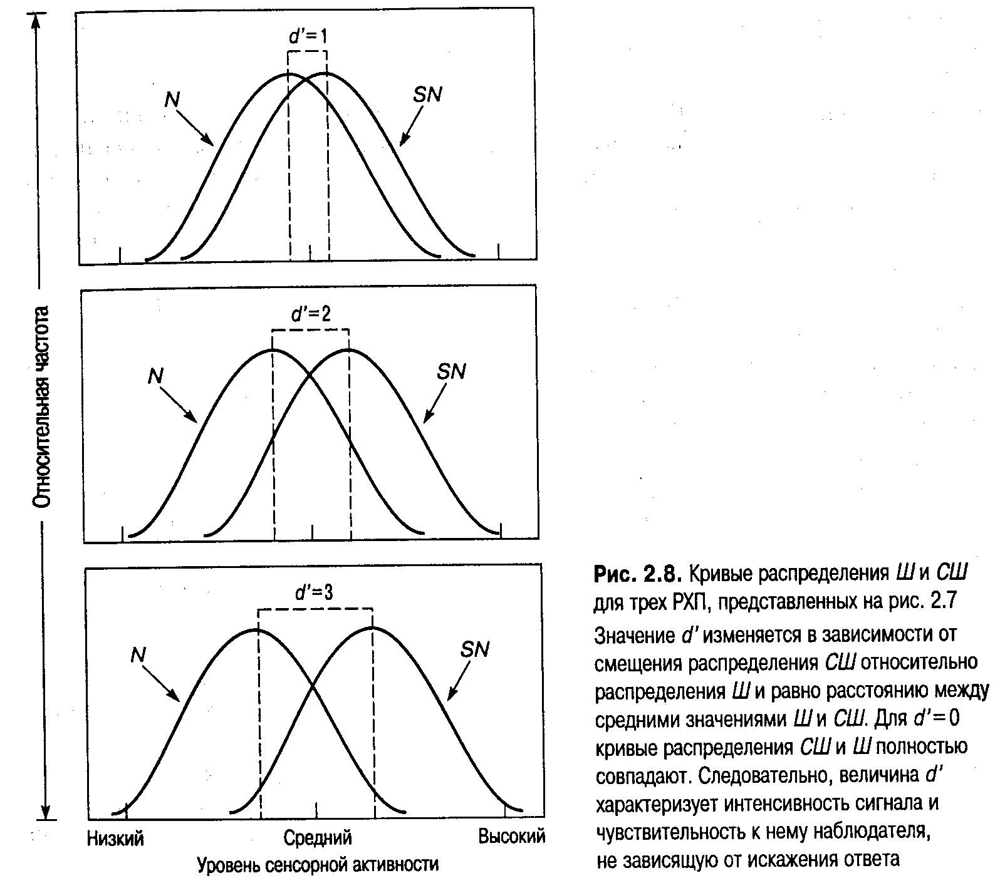 d'=1
N
SN
d'=2
N
SN
d'=3
N
SN
Относительная частота
Низкий
Средний
Высокий
Уровень сенсорной активности
Рис. 2.8. Кривые распределения Ш и СШ
для трех РХП, представленных на рис. 2.7
Значение d' изменяется в зависимости от
смещения распределения СШ относительно
распределения Ш и равно расстоянию между
средними значениями Ш и СШ. Для d'=0
кривые распределения СШ и Ш полностью
совпадают. Следовательно, величина d'
характеризует интенсивность сигнала и
чувствительность к нему наблюдателя,
не зависящую от искажения ответа